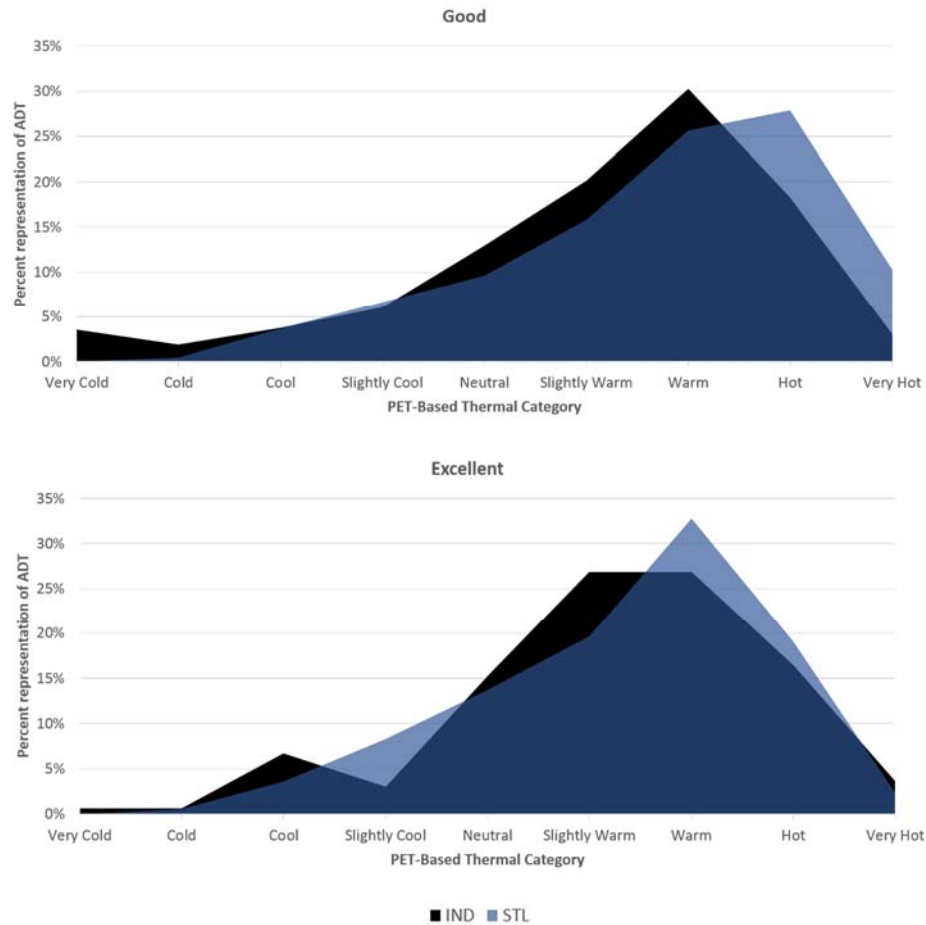 Good
35%
30%
25%
20%
15%
10%
5%
0%
Percent representation of ADT
Very Cold Cold Cool Slightly Cool Neutral Slightly Warm Warm Hot Very Hot
PET-Based Thermal Category
Excellent
35%
30%
25%
20%
15%
10%
5%
0%
Percent representation of ADT
Very Cold Cold Cool Slightly Cool Neutral Slightly Warm Warm Hot Very Hot
PET-Based Thermal Category
IND STL